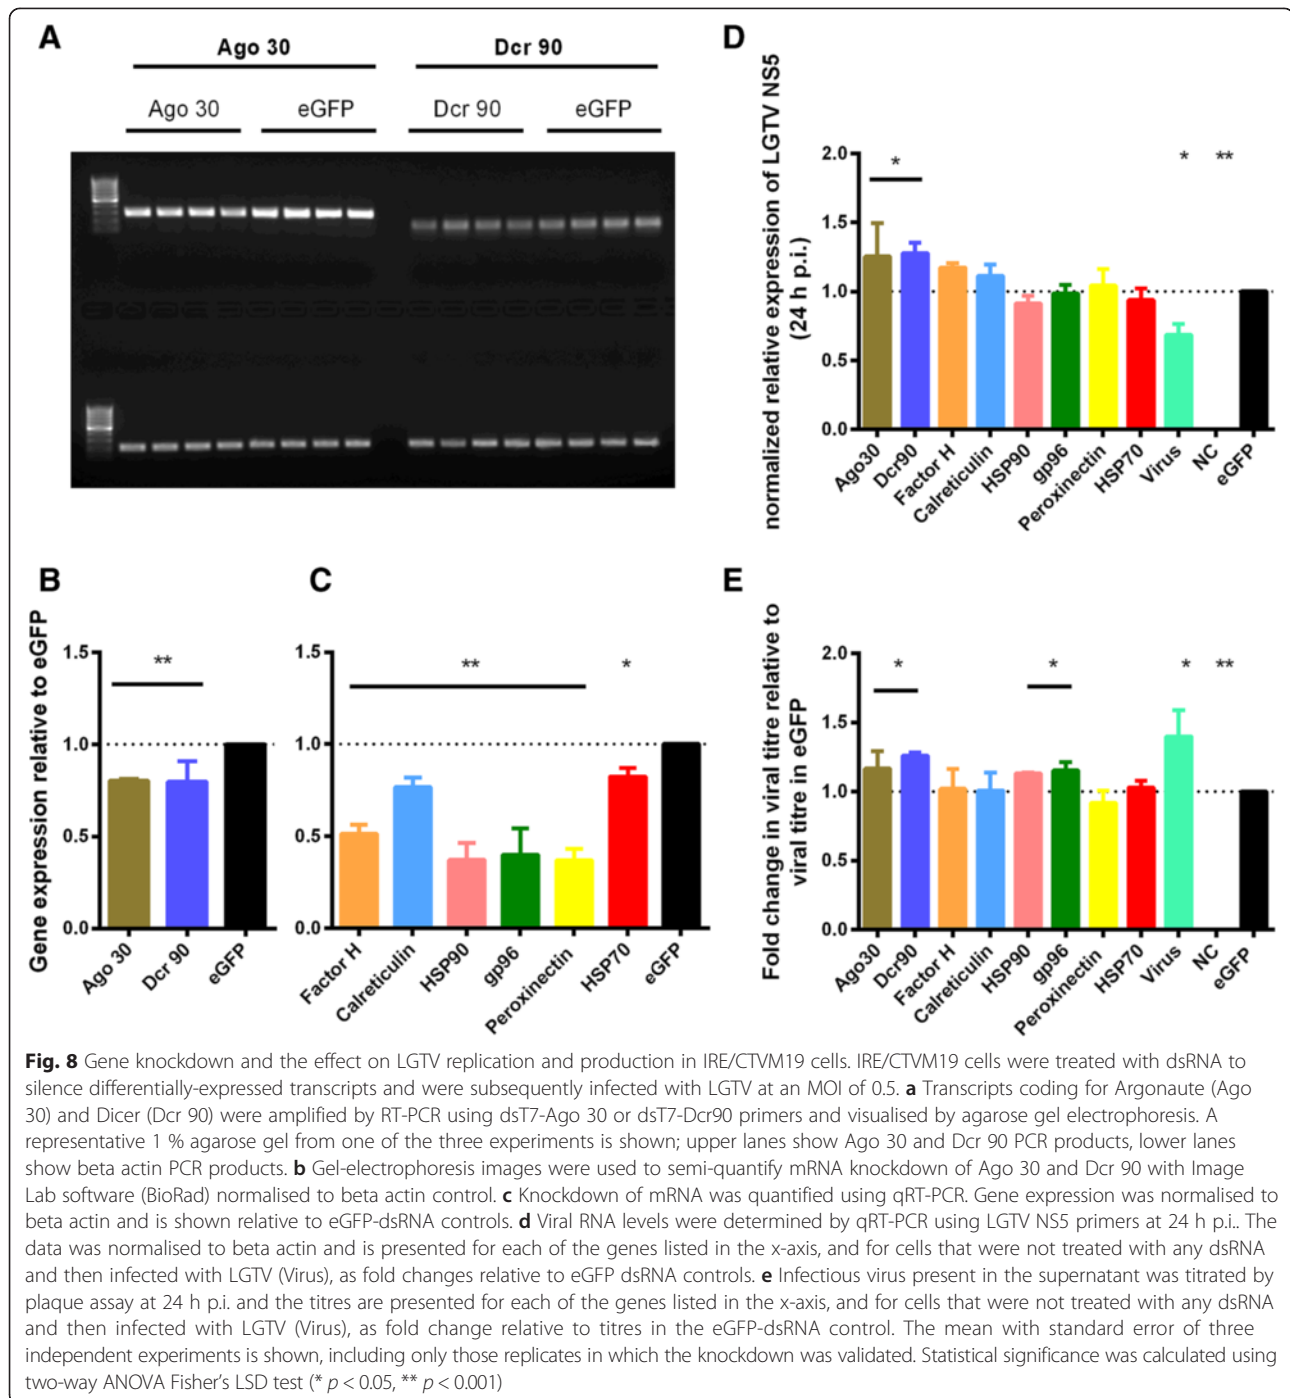 A
Ago 30
Dcr 90
Ago 30
eGFP
Dcr 90
eGFP
D
normalized relative expression of LGTV NS5
(24 h p.i.)
2.0
1.5
1.0
0.5
0.0
*
*
**
Ago30
Dcr90
Factor H
Calreticulin
HSP90
gp96
Peroxinectin
HSP70
Virus
NC
eGFP
B
Gene expression relative to eGFP
1.5
1.0
0.5
0.0
**
Ago 30
Dcr 90
eGFP
C
1.5
1.0
0.5
0.0
**
*
Factor H
Calreticulin
HSP90
gp96
Peroxinectin
HSP70
eGFP
E
Fold change in viral titre relative to
viral titre in eGFP
2.0
1.5
1.0
0.5
0.0
*
*
*
**
Ago30
Dcr90
Factor H
Calreticulin
HSP90
gp96
Peroxinectin
HSP70
Virus
NC
eGFP
Fig. 8 Gene knockdown and the effect on LGTV replication and production in IRE/CTVM19 cells. IRE/CTVM19 cells were treated with dsRNA to
silence differentially-expressed transcripts and were subsequently infected with LGTV at an MOI of 0.5. a Transcripts coding for Argonaute (Ago
30) and Dicer (Dcr 90) were amplified by RT-PCR using dsT7-Ago 30 or dsT7-Dcr90 primers and visualised by agarose gel electrophoresis. A
representative 1 % agarose gel from one of the three experiments is shown; upper lanes show Ago 30 and Dcr 90 PCR products, lower lanes
show beta actin PCR products. b Gel-electrophoresis images were used to semi-quantify mRNA knockdown of Ago 30 and Dcr 90 with Image
Lab software (BioRad) normalised to beta actin control. c Knockdown of mRNA was quantified using qRT-PCR. Gene expression was normalised to
beta actin and is shown relative to eGFP-dsRNA controls. d Viral RNA levels were determined by qRT-PCR using LGTV NS5 primers at 24 h p.i.. The
data was normalised to beta actin and is presented for each of the genes listed in the x-axis, and for cells that were not treated with any dsRNA
and then infected with LGTV (Virus), as fold changes relative to eGFP dsRNA controls. e Infectious virus present in the supernatant was titrated by
plaque assay at 24 h p.i. and the titres are presented for each of the genes listed in the x-axis, and for cells that were not treated with any dsRNA
and then infected with LGTV (Virus), as fold change relative to titres in the eGFP-dsRNA control. The mean with standard error of three
independent experiments is shown, including only those replicates in which the knockdown was validated. Statistical significance was calculated using
two-way ANOVA Fisher's LSD test (* p < 0.05, ** p < 0.001)